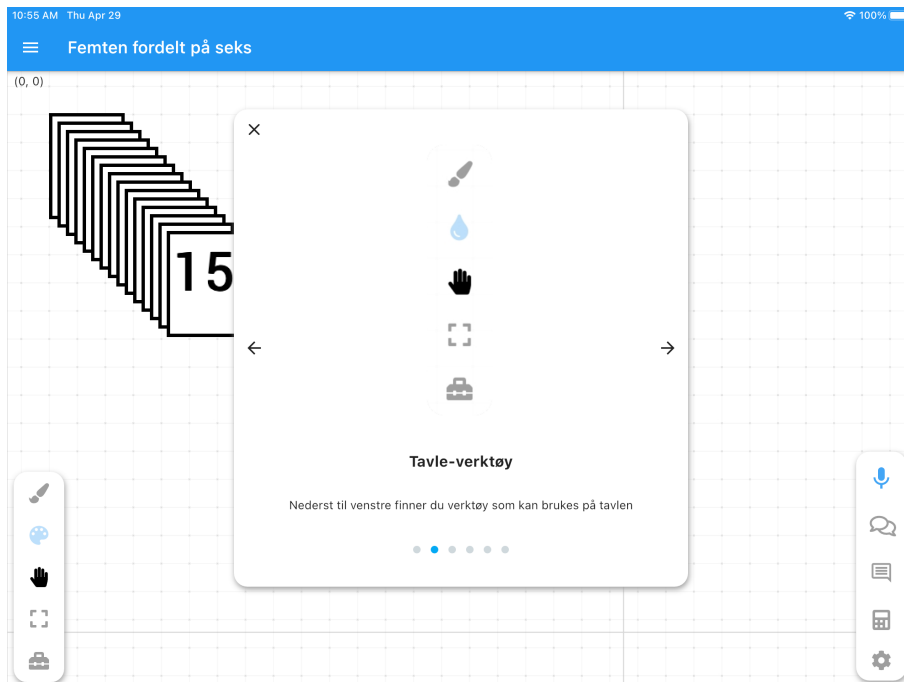 10:55 AM Thu Apr 29
100%
Femten fordelt på seks
(0, 0)
15
Tavle-verktøy
Nederst til venstre finner du verktøy som kan brukes på tavlen